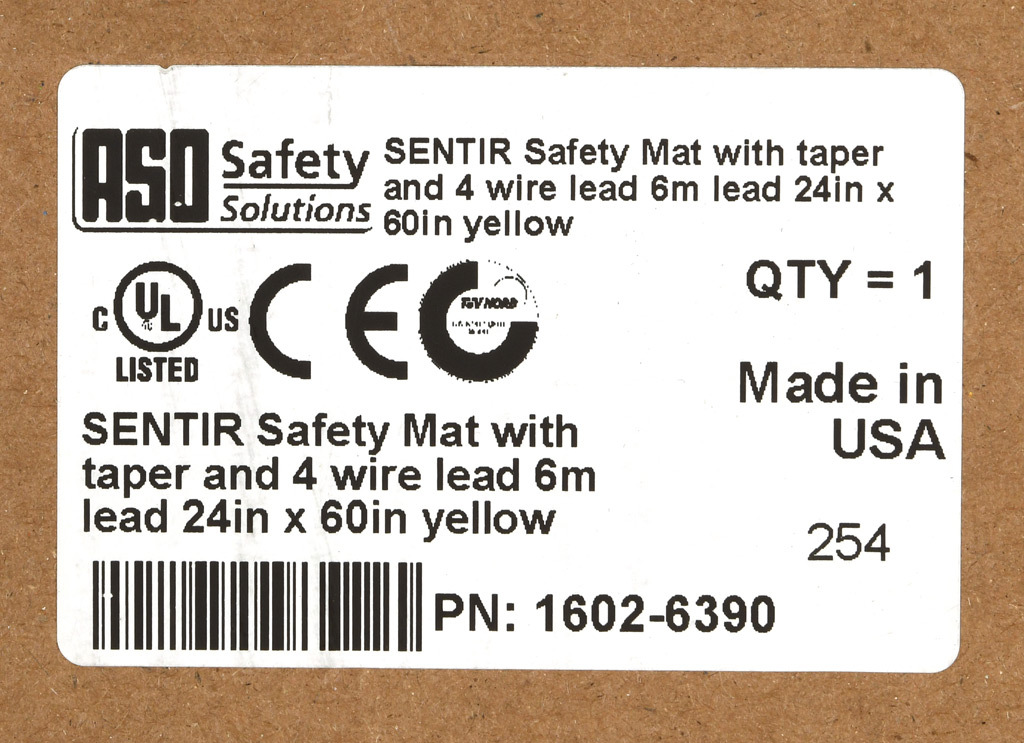 ASO Safety
Solutions
SENTIR Safety Mat with taper
and 4 wire lead 6m lead 24in x
60in yellow
C UL US
LISTED
CE
TÜV NORD
QTY = 1
Made in
USA
SENTIR Safety Mat with
taper and 4 wire lead 6m
lead 24in x 60in yellow
254
PN: 1602-6390